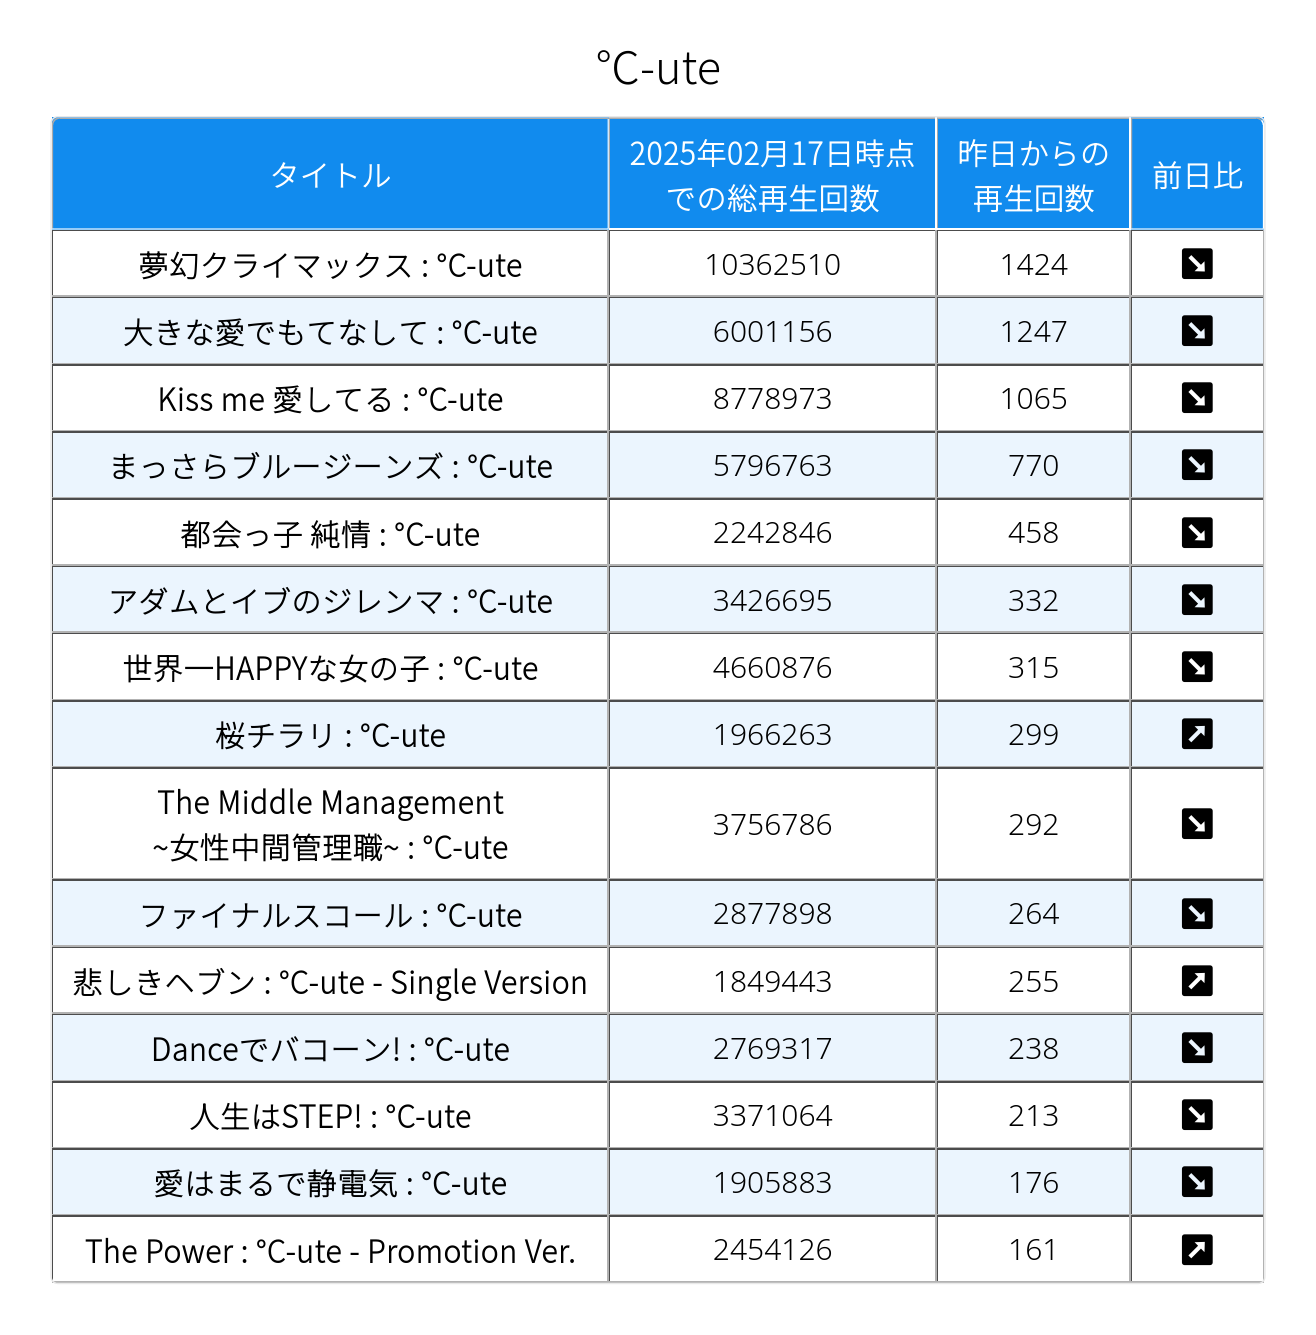 ℃-ute
タイトル
2025年02月17日時点
での総再生回数
昨日からの
再生回数
前日比
夢幻クライマックス : ℃-ute 10362510 1424 ↘
大きな愛でもてなして : ℃-ute 6001156 1247 ↘
Kiss me 愛してる : ℃-ute 8778973 1065 ↘
まっさらブルージーンズ : ℃-ute 5796763 770 ↘
都会っ子 純情 : ℃-ute 2242846 458 ↘
アダムとイブのジレンマ : ℃-ute 3426695 332 ↘
世界一HAPPYな女の子 : ℃-ute 4660876 315 ↘
桜チラリ : ℃-ute 1966263 299 ↗
The Middle Management
~女性中間管理職~ : ℃-ute 3756786 292 ↘
ファイナルスコール : ℃-ute 2877898 264 ↘
悲しきヘブン : ℃-ute - Single Version 1849443 255 ↗
Danceでバコーン! : ℃-ute 2769317 238 ↘
人生はSTEP! : ℃-ute 3371064 213 ↘
愛はまるで静電気 : ℃-ute 1905883 176 ↘
The Power : ℃-ute - Promotion Ver. 2454126 161 ↗